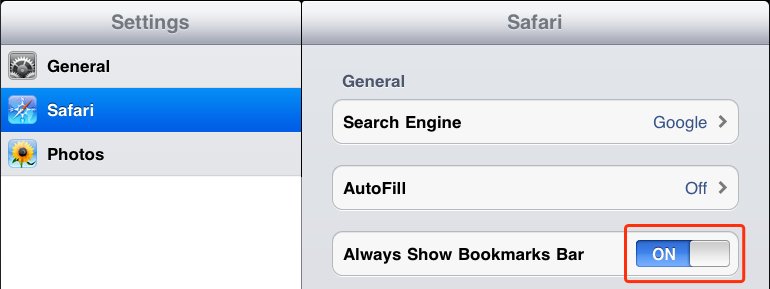 Settings
General
Safari
Photos
Safari
General
Search Engine Google
AutoFill Off
Always Show Bookmarks Bar ON